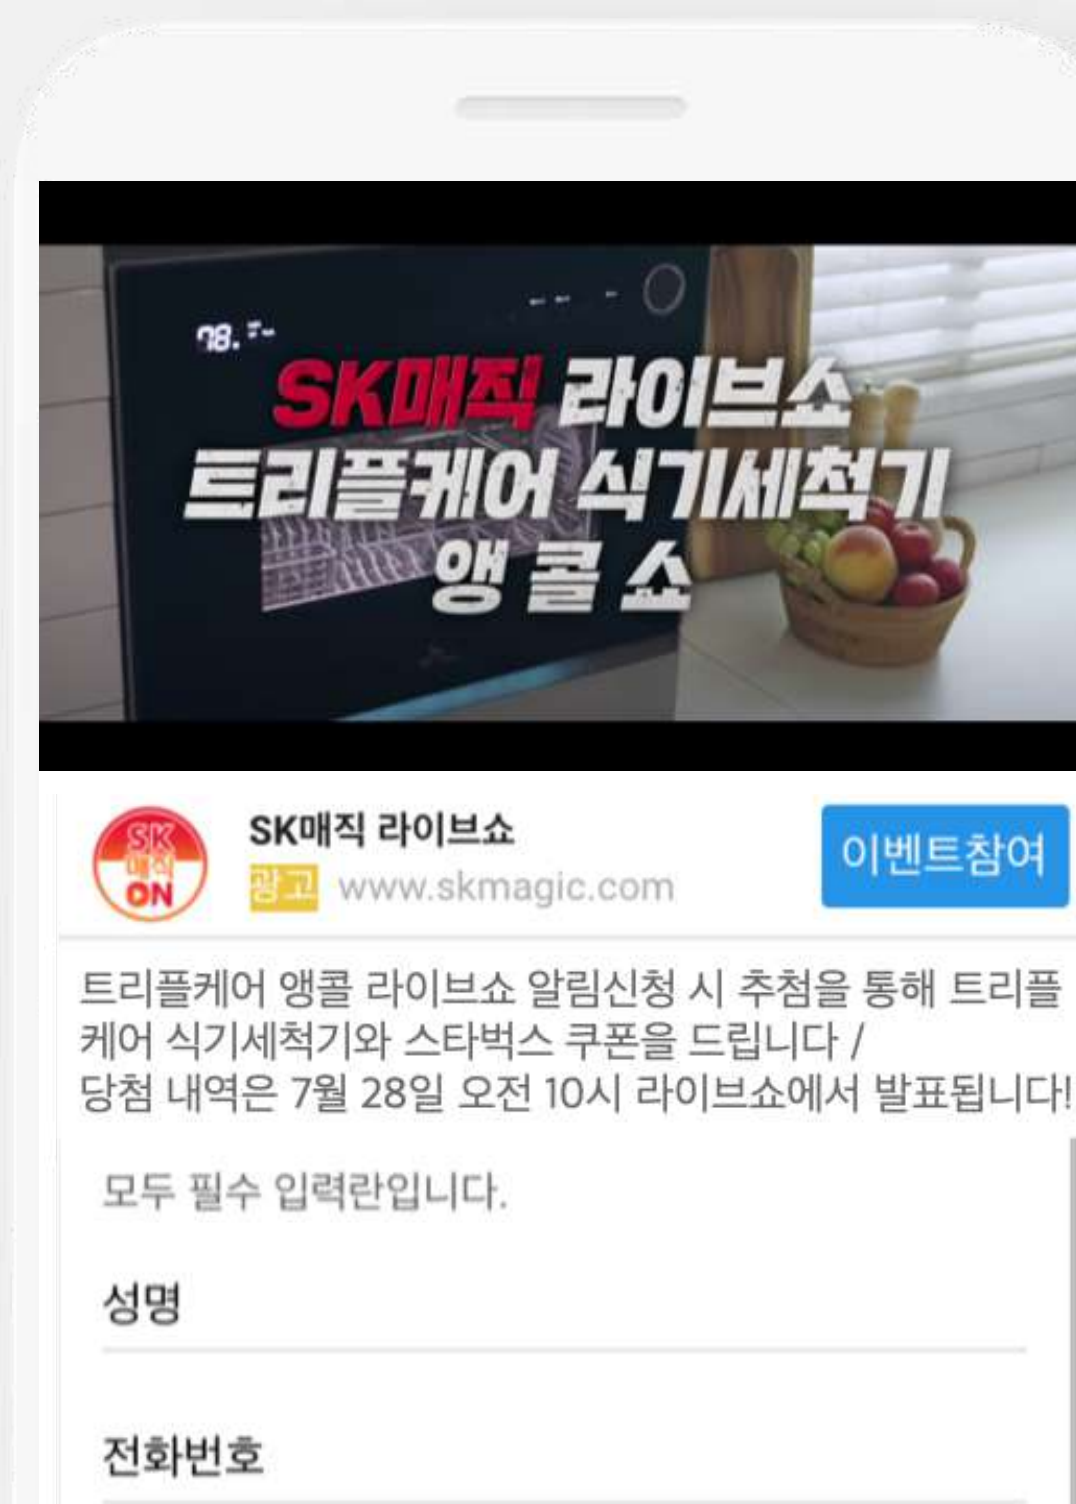 78.
SK매직 라이브쇼
트리플케어 식기세척기
앵콜쇼
SK
매직
ON
SK매직 라이브쇼
광고 www.skmagic.com
이벤트참여
트리플케어 앵콜 라이브쇼 알림신청 시 추첨을 통해 트리플
케어 식기세척기와 스타벅스 쿠폰을 드립니다 /
당첨 내역은 7월 28일 오전 10시 라이브쇼에서 발표됩니다!
모두 필수 입력란입니다.
성명
전화번호